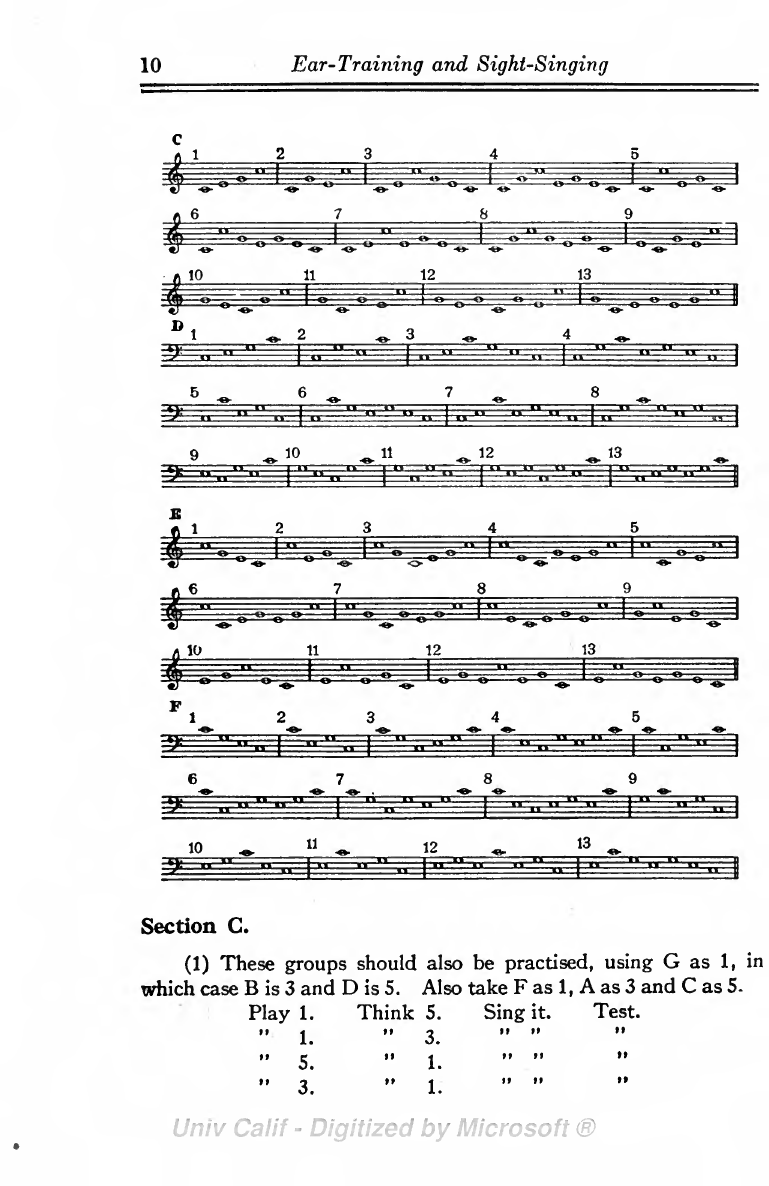 10 Ear-Training and Sight-Singing
C
1 2 3 4 5
6 7 8 9
10 11 12 13
D
1 2 3 4
5 6 7 8
9 10 11 12 13
E
1 2 3 4 5
6 7 8 9
10 11 12 13
F
1 2 3 4 5
6 7 8 9
10 11 12 13
Section C.
(1) These groups should also be practised, using G as 1, in
which case B is 3 and D is 5. Also take F as 1, A as 3 and C as 5.
Play 1. Think 5. Sing it. Test.
" 1. " 3. " " "
" 5. " 1. " " "
" 3. " 1. " " "
Univ Calif - Digitized by Microsoft ®